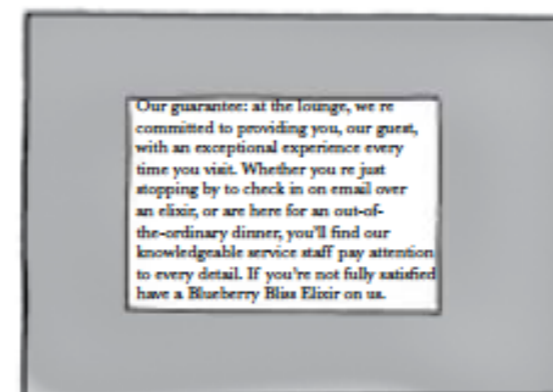 Our guarantee: at the lounge, we re
committed to providing you, our guest,
with an exceptional experience every
time you visit. Whether you re just
stopping by to check in on email over
an elixir, or are here for an out-of-
the-ordinary dinner, you'll find our
knowledgeable service staff pay attention
to every detail. If you're not fully satisfied
have a Blueberry Bliss Elixir on us.